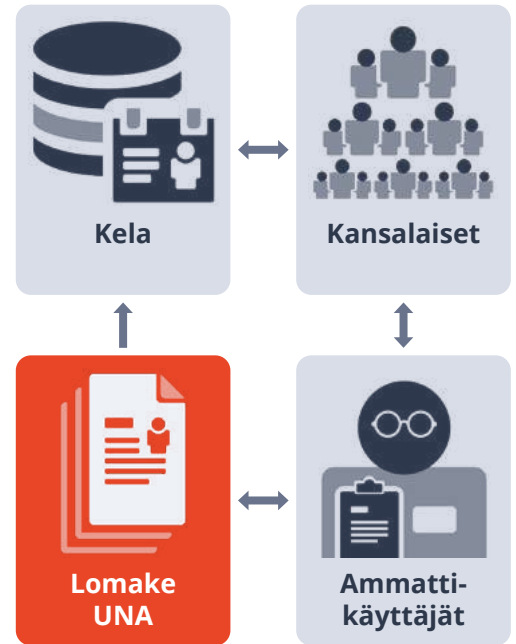 Kela
Kansalaiset
Lomake
UNA
Ammatti-
käyttäjät